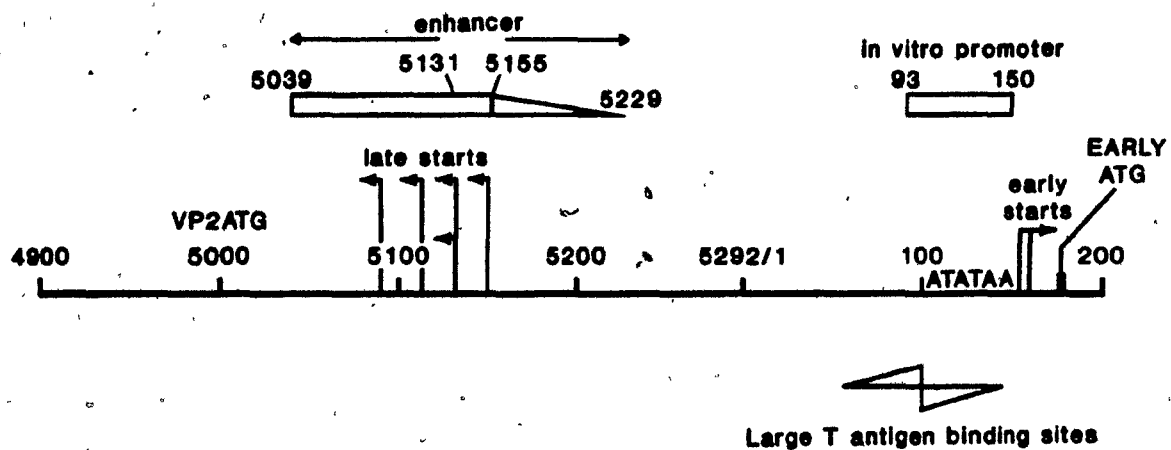 enhancer
5039
5131
5155
5229
in vitro promoter
93
150
late starts
early
starts
EARLY
ATG
VP2ATG
4900
5000
5100
5200
5292/1
100
ATATAA
200
Large T antigen binding sites